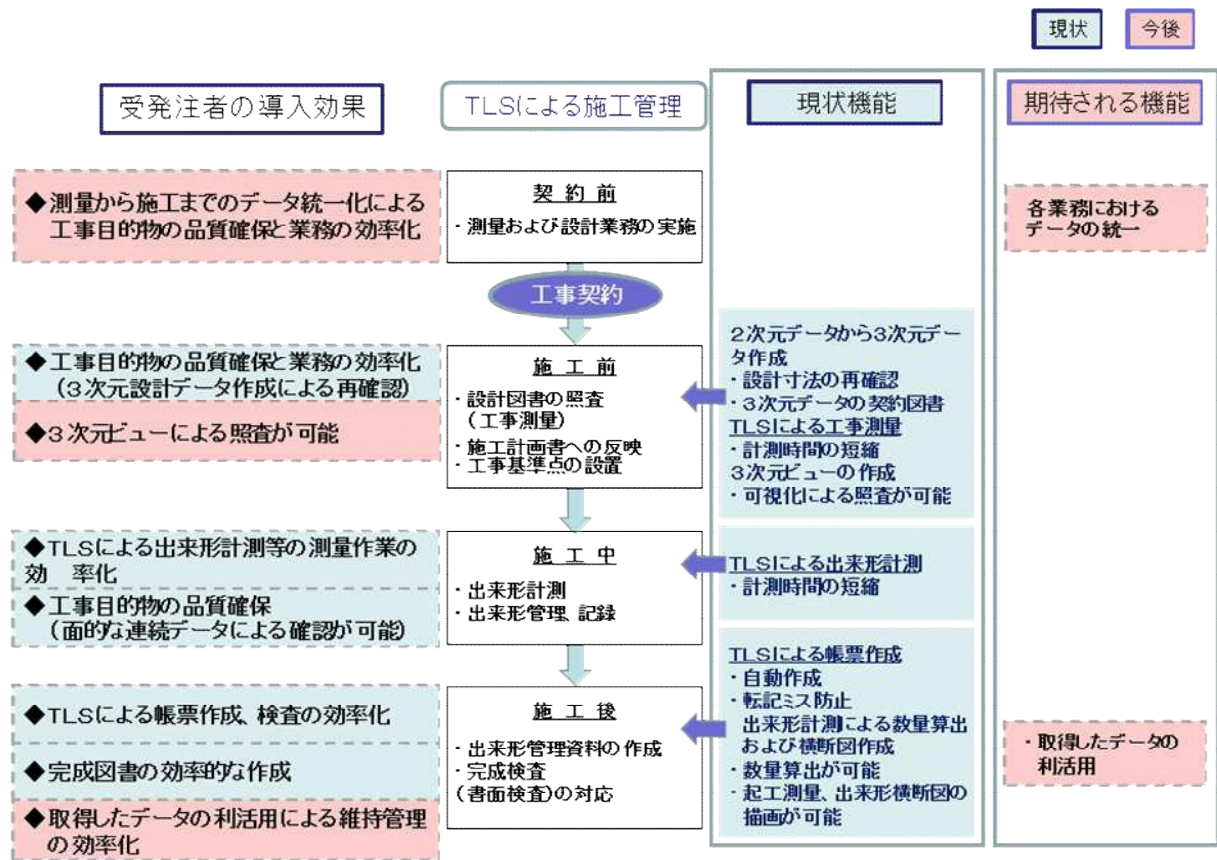 現状
今後
受発注者の導入効果
TLSによる施工管理
現状機能
期待される機能
◆測量から施工までのデータ統一化による
工事目的物の品質確保と業務の効率化
契約前
・測量および設計業務の実施
各業務における
データの統一
工事契約
◆工事目的物の品質確保と業務の効率化
(3次元設計データ作成による再確認)
◆3次元ビューによる照査が可能
施工前
・設計図書の照査
(工事測量)
・施工計画書への反映
・工事基準点の設置
2次元データから3次元デー
タ作成
・設計寸法の再確認
・3次元データの契約図書
TLSによる工事測量
・計測時間の短縮
3次元ビューの作成
・可視化による照査が可能
◆TLSによる出来形計測等の測量作業の
効 率化
◆工事目的物の品質確保
(面的な連続データによる確認が可能)
施工中
・出来形計測
・出来形管理、記録
TLSによる出来形計測
・計測時間の短縮
◆TLSによる帳票作成、検査の効率化
◆完成図書の効率的な作成
◆取得したデータの利活用による維持管理
の効率化
施工後
・出来形管理資料の作成
・完成検査
(書面検査)の対応
TLSによる帳票作成
・自動作成
・転記ミス防止
出来形計測による数量算出
および横断図作成
・数量算出が可能
・起工測量、出来形横断図の
描画が可能
・取得したデータの
利活用